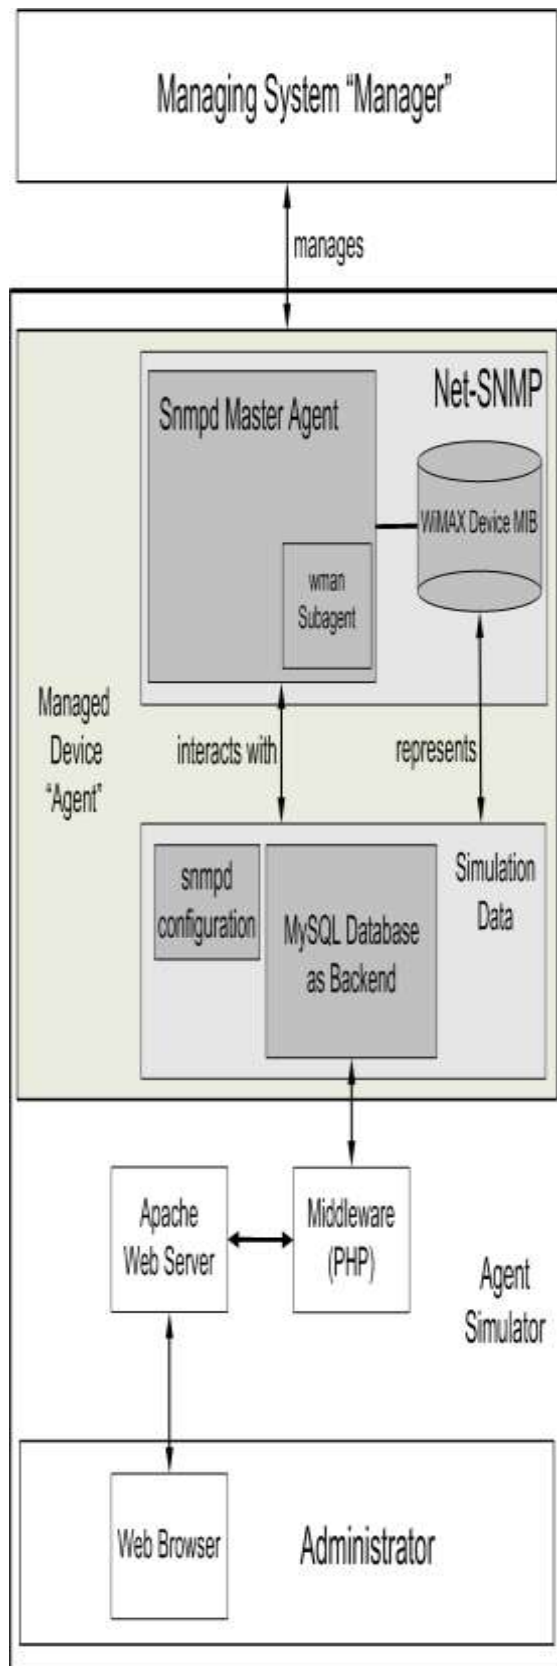 Managing System “Manager”
manages
Net-SNMP
Snmpd Master Agent
WiMAX Device MIB
wman
Subagent
Managed
Device
“Agent”
interacts with
represents
snmpd
configuration
MySQL Database
as Backend
Simulation
Data
Apache
Web Server
Middleware
(PHP)
Agent
Simulator
Web Browser
Administrator